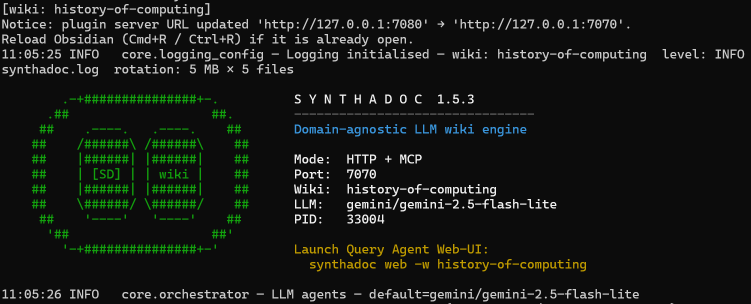 [wiki: history-of-computing]
Notice: plugin server URL updated 'http://127.0.0.1:7080' → 'http://127.0.0.1:7070'.
Reload Obsidian (Cmd+R / Ctrl+R) if it is already open.
11:05:25 INFO   core.logging_config — Logging initialised — wiki: history-of-computing  level: INFO
synthadoc.log  rotation: 5 MB × 5 files
S Y N T H A D O C  1.5.3
Domain-agnostic LLM wiki engine
[SD] wiki
Mode:  HTTP + MCP
Port:  7070
Wiki:  history-of-computing
LLM:   gemini/gemini-2.5-flash-lite
PID:   33004
Launch Query Agent Web-UI:
synthadoc web -w history-of-computing
11:05:26 INFO   core.orchestrator — LLM agents — default=gemini/gemini-2.5-flash-lite